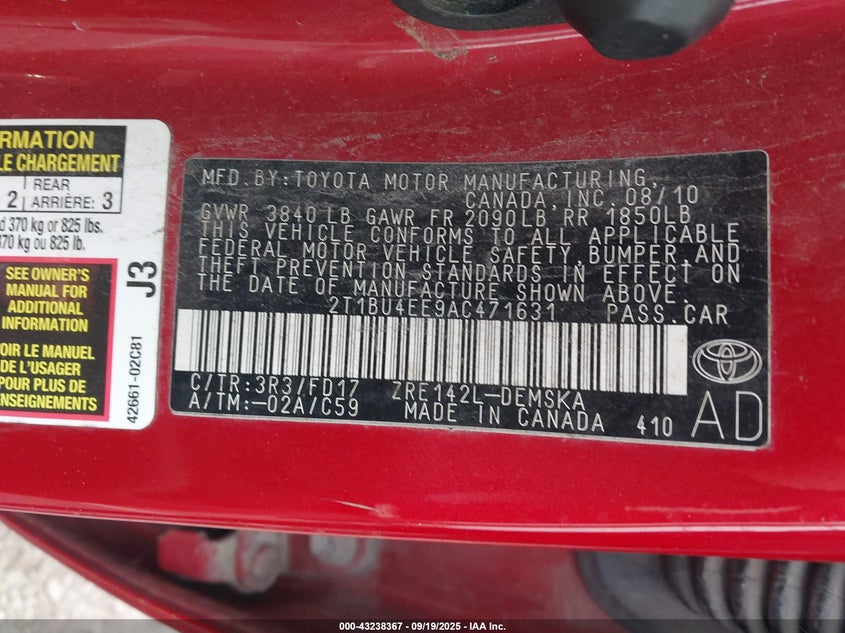 ORMATION
LE CHARGEMENT
2 REAR
ARRIÈRE: 3
d 370 kg or 825 lbs.
370 kg ou 825 lb.
SEE OWNER'S
MANUAL FOR
ADDITIONAL
INFORMATION
OIR LE MANUEL
POUR PLUS DE
ENSEIGNEMENTS
J3
42661-02C81
MFD.BY:TOYOTA MOTOR MANUFACTURING,
CANADA, INC. 08/10
GVWR 3840 LB GAWR FR 2090LB RR 1850LB
THIS VEHICLE CONFORMS TO ALL APPLICABLE
FEDERAL MOTOR VEHICLE SAFETY, BUMPER, AND
THEFT PREVENTION STANDARDS IN EFFECT ON
THE DATE OF MANUFACTURE SHOWN ABOVE.
2T1BU4EE9AC471631 PASS.CAR
C/TR:3R3/FD17 ZRE142L-DEMSKA
A/TM:-02A/C59 MADE IN CANADA 410
AD
000-43238367 - 09/19/2025 - IAA Inc.